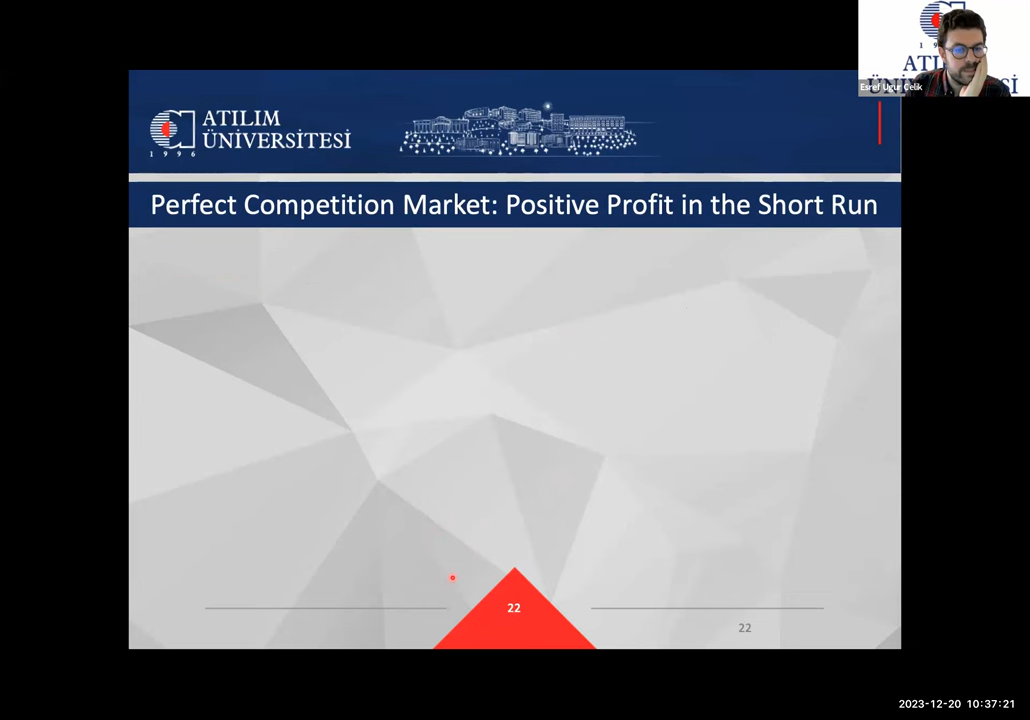 Esref Ugur Celik
ATILIM
ÜNİVERSİTESİ
1 9 9 6
Perfect Competition Market: Positive Profit in the Short Run
22
22
2023-12-20 10:37:21